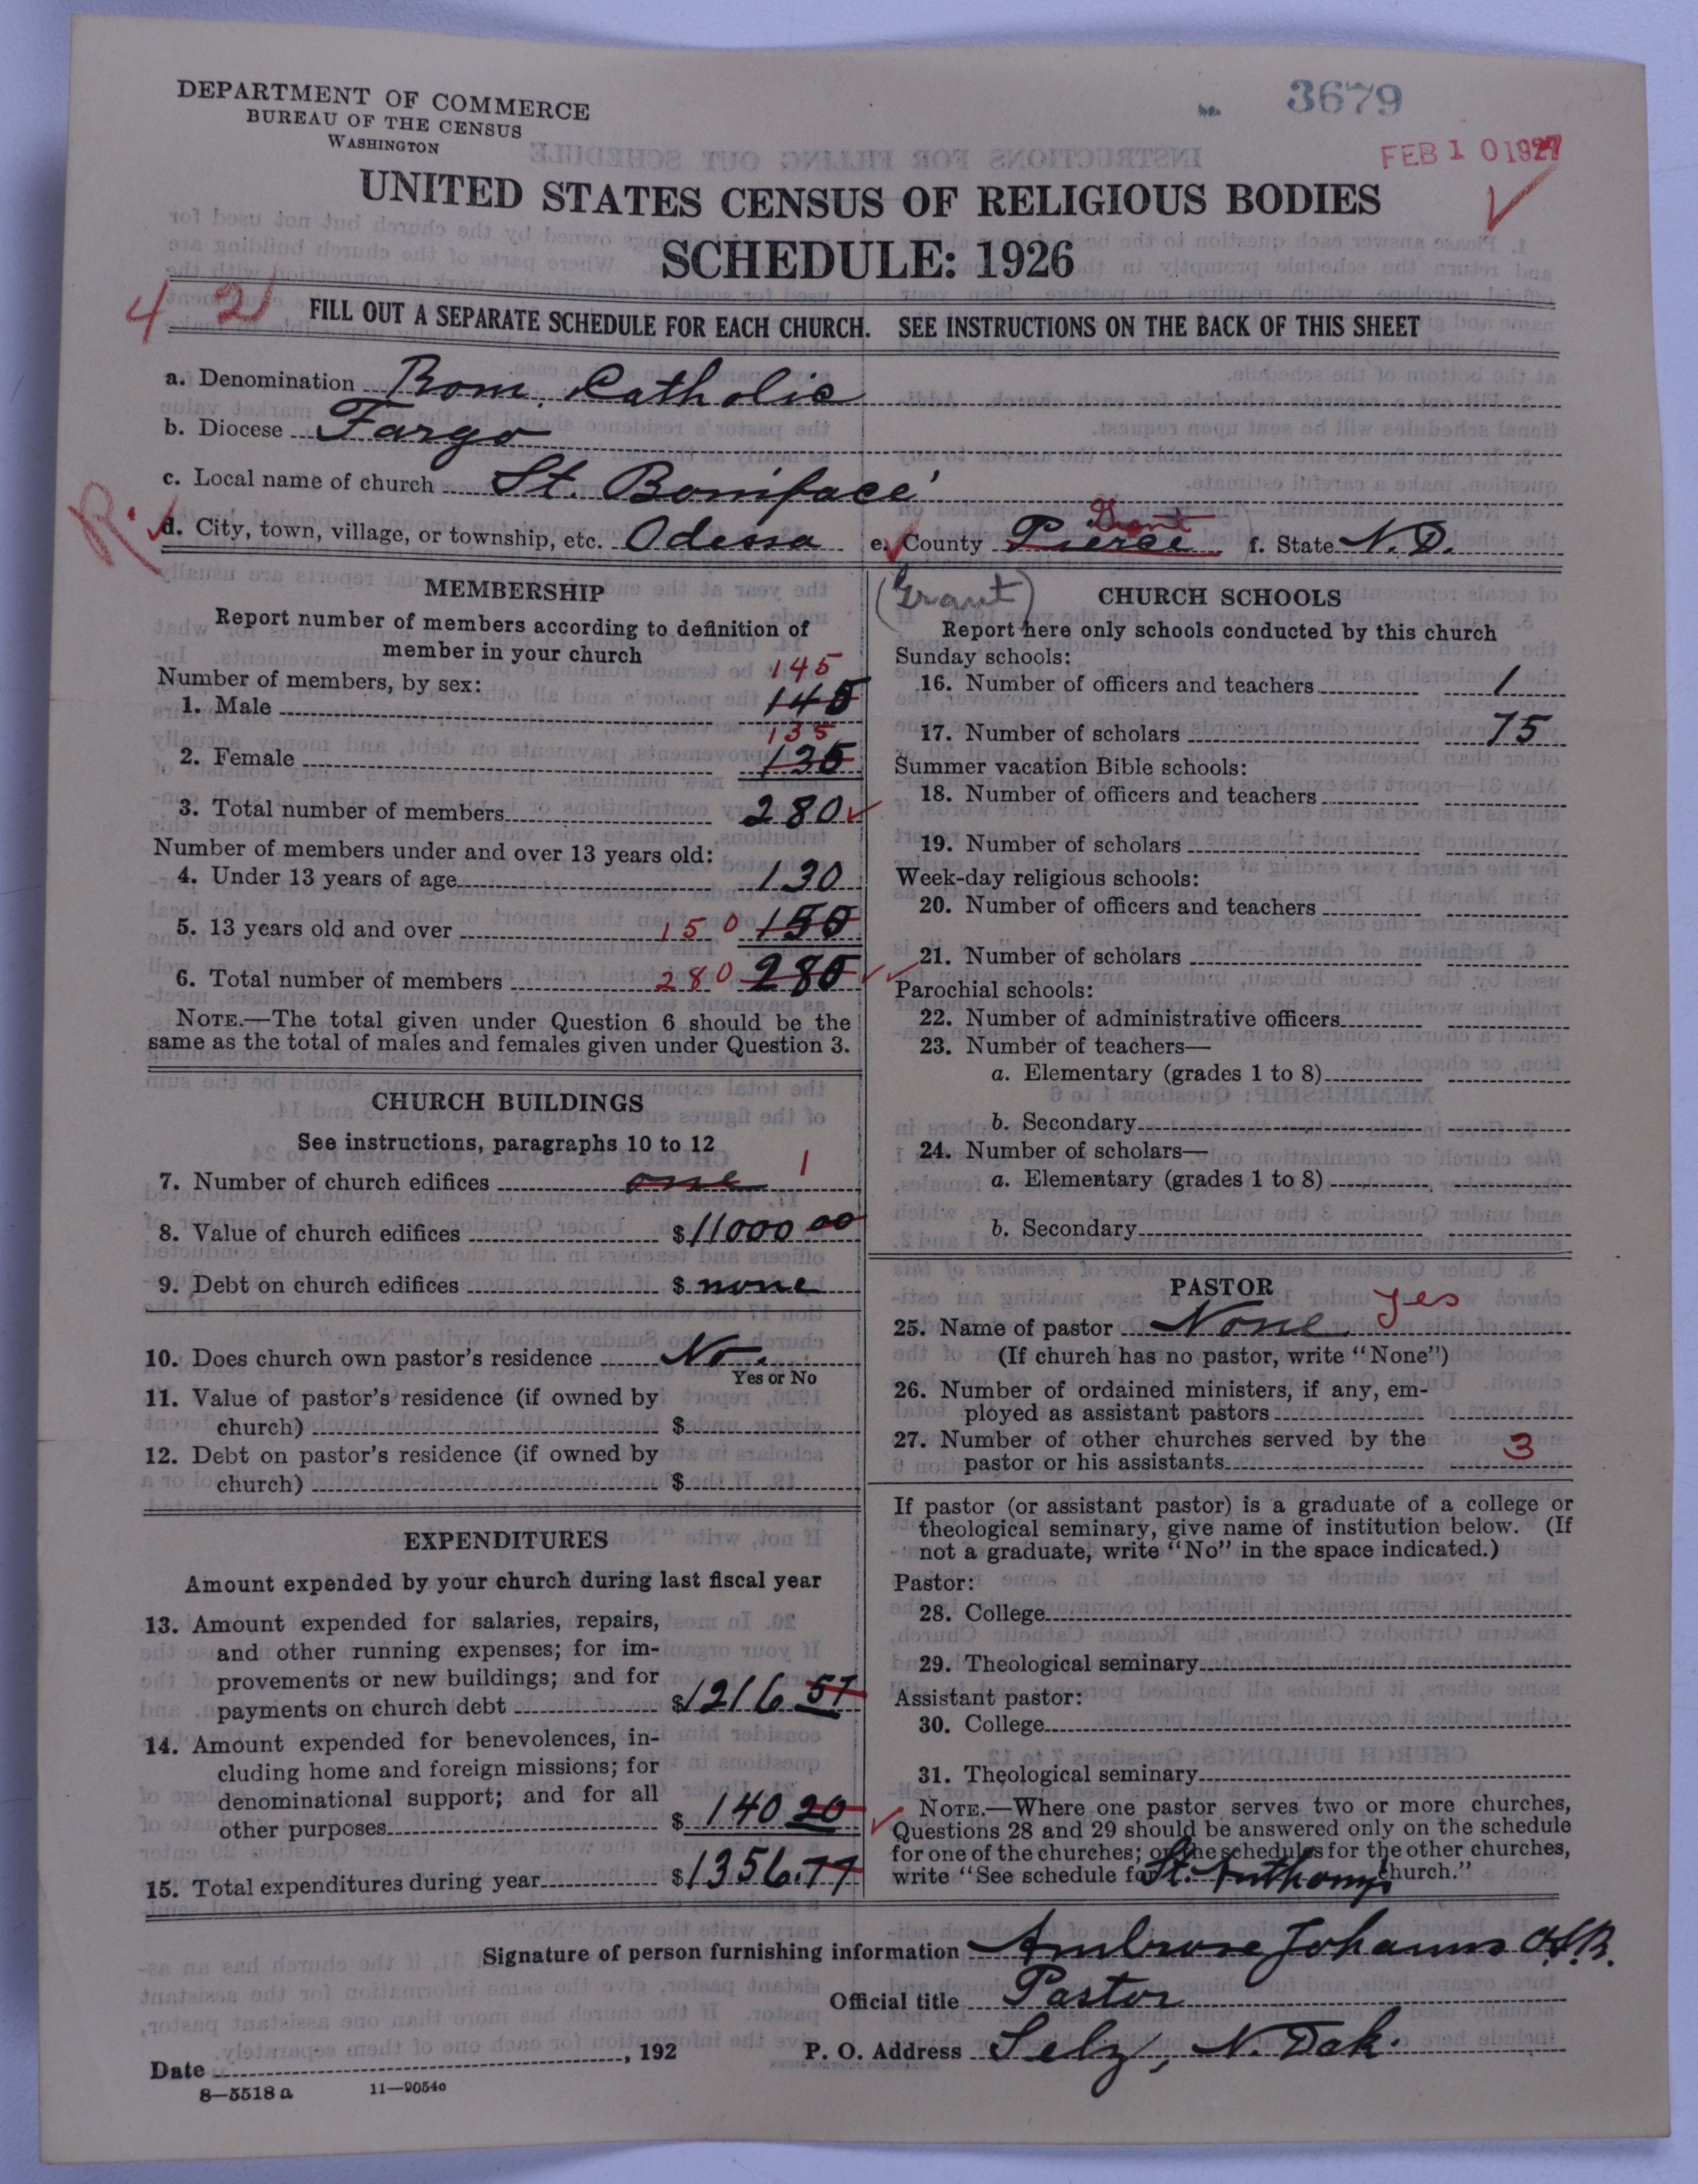 DEPARTMENT OF COMMERCE
BUREAU OF THE CENSUS
WASHINGTON
3679
FEB 10 1927
UNITED STATES CENSUS OF RELIGIOUS BODIES
SCHEDULE: 1926
4 2
FILL OUT A SEPARATE SCHEDULE FOR EACH CHURCH. SEE INSTRUCTIONS ON THE BACK OF THIS SHEET
a. Denomination Rom. Catholic
b. Diocese Fargo
c. Local name of church St. Boniface'
R.
Grant
d. City, town, village, or township, etc. Odessa e. County Pierce f. State N. D.
(Grant)
MEMBERSHIP
Report number of members according to definition of
member in your church
Number of members, by sex:
145
1. Male 145
135
2. Female 135
3. Total number of members 280
Number of members under and over 13 years old:
4. Under 13 years of age 130
5. 13 years old and over 150 155
6. Total number of members 280 285
NOTE.—The total given under Question 6 should be the
same as the total of males and females given under Question 3.
CHURCH BUILDINGS
See instructions, paragraphs 10 to 12
7. Number of church edifices one 1
8. Value of church edifices $11000 00
9. Debt on church edifices $ none
10. Does church own pastor's residence No.
Yes or No
11. Value of pastor's residence (if owned by
church) $
12. Debt on pastor's residence (if owned by
church) $
EXPENDITURES
Amount expended by your church during last fiscal year
13. Amount expended for salaries, repairs,
and other running expenses; for im-
provements or new buildings; and for
payments on church debt $1216 57
14. Amount expended for benevolences, in-
cluding home and foreign missions; for
denominational support; and for all
other purposes $ 140 20
15. Total expenditures during year $1356.77
CHURCH SCHOOLS
Report here only schools conducted by this church
Sunday schools:
16. Number of officers and teachers 1
17. Number of scholars 75
Summer vacation Bible schools:
18. Number of officers and teachers
19. Number of scholars
Week-day religious schools:
20. Number of officers and teachers
21. Number of scholars
Parochial schools:
22. Number of administrative officers
23. Number of teachers—
a. Elementary (grades 1 to 8)
b. Secondary
24. Number of scholars—
a. Elementary (grades 1 to 8)
b. Secondary
PASTOR
25. Name of pastor None yes
(If church has no pastor, write "None")
26. Number of ordained ministers, if any, em-
ployed as assistant pastors
27. Number of other churches served by the
pastor or his assistants 3
If pastor (or assistant pastor) is a graduate of a college or
theological seminary, give name of institution below. (If
not a graduate, write "No" in the space indicated.)
Pastor:
28. College
29. Theological seminary
Assistant pastor:
30. College
31. Theological seminary
NOTE.—Where one pastor serves two or more churches,
Questions 28 and 29 should be answered only on the schedule
for one of the churches; on the schedules for the other churches,
write "See schedule for St. Anthonys church."
Signature of person furnishing information Ambrose Johanns O.S.B.
Official title Pastor
Date , 192 P. O. Address Selz, N. Dak.
8—5518 a 11—9054c